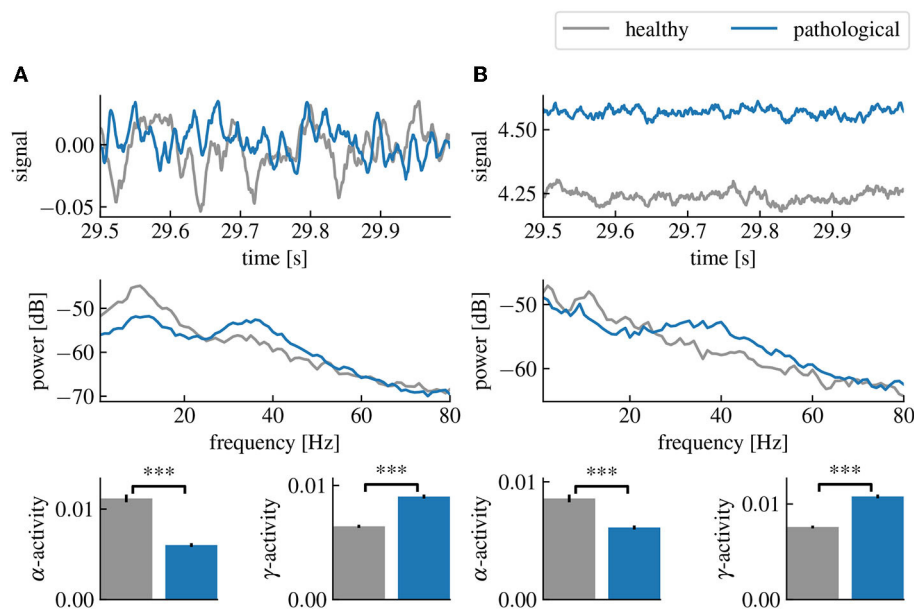 healthy pathological
A B
signal 0.00 −0.05
29.5 29.6 29.7 29.8 29.9
time [s]
signal 4.50 4.25
29.5 29.6 29.7 29.8 29.9
time [s]
power [dB] −50 −60 −70
20 40 60 80
frequency [Hz]
power [dB] −50 −60
20 40 60 80
frequency [Hz]
α-activity 0.01 0.00
***
γ-activity 0.01 0.00
***
α-activity 0.01 0.00
***
γ-activity 0.01 0.00
***